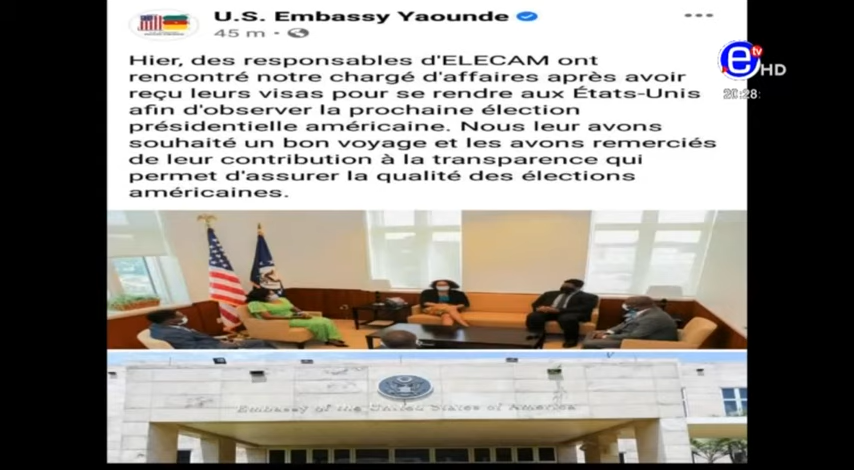 U.S. Embassy Yaounde
45 m
Hier, des responsables d'ELECAM ont
rencontré notre chargé d'affaires après avoir
reçu leurs visas pour se rendre aux États-Unis
afin d'observer la prochaine élection
présidentielle américaine. Nous leur avons
souhaité un bon voyage et les avons remerciés
de leur contribution à la transparence qui
permet d'assurer la qualité des élections
américaines.
e tv HD
20:28
Embassy of the United States of America